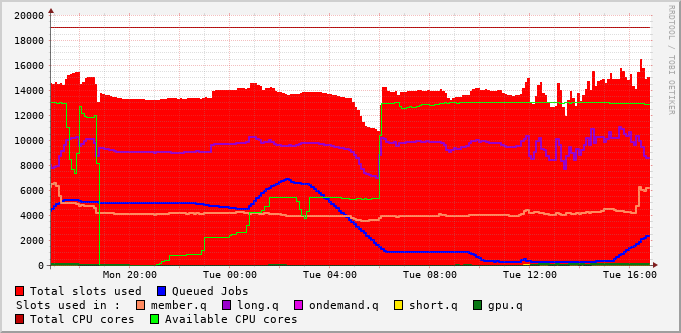 20000
18000
16000
14000
12000
10000
8000
6000
4000
2000
0
Mon 20:00 Tue 00:00 Tue 04:00 Tue 08:00 Tue 12:00 Tue 16:00
RRDTOOL / TOBI OETIKER
Total slots used Queued Jobs
Slots used in : member.q long.q ondemand.q short.q gpu.q
Total CPU cores Available CPU cores